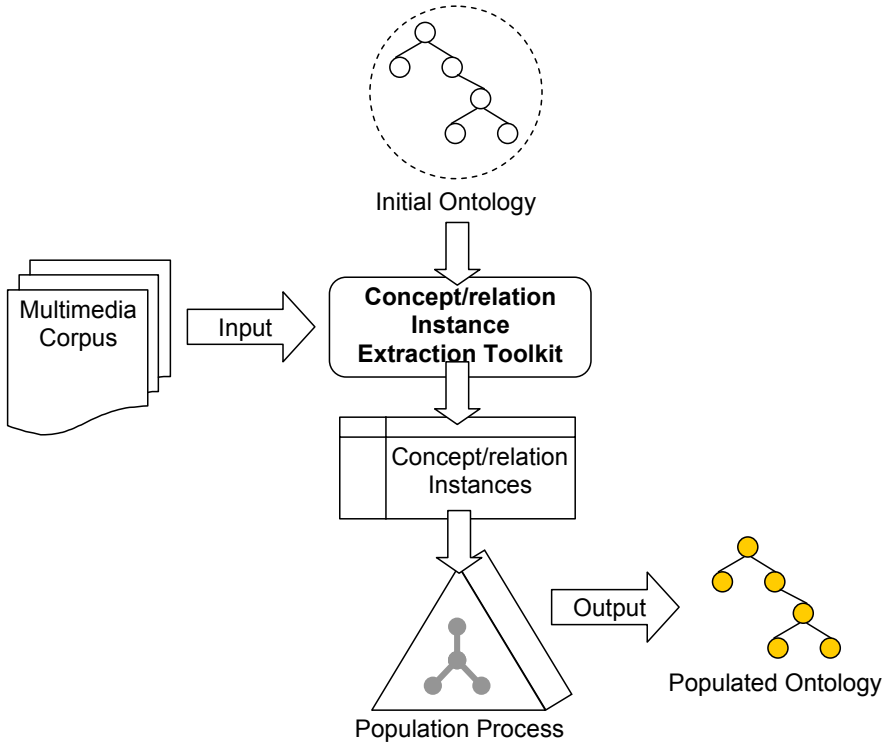 Initial Ontology
Multimedia
Corpus
Input
Concept/relation
Instance
Extraction Toolkit
Concept/relation
Instances
Output
Populated Ontology
Population Process